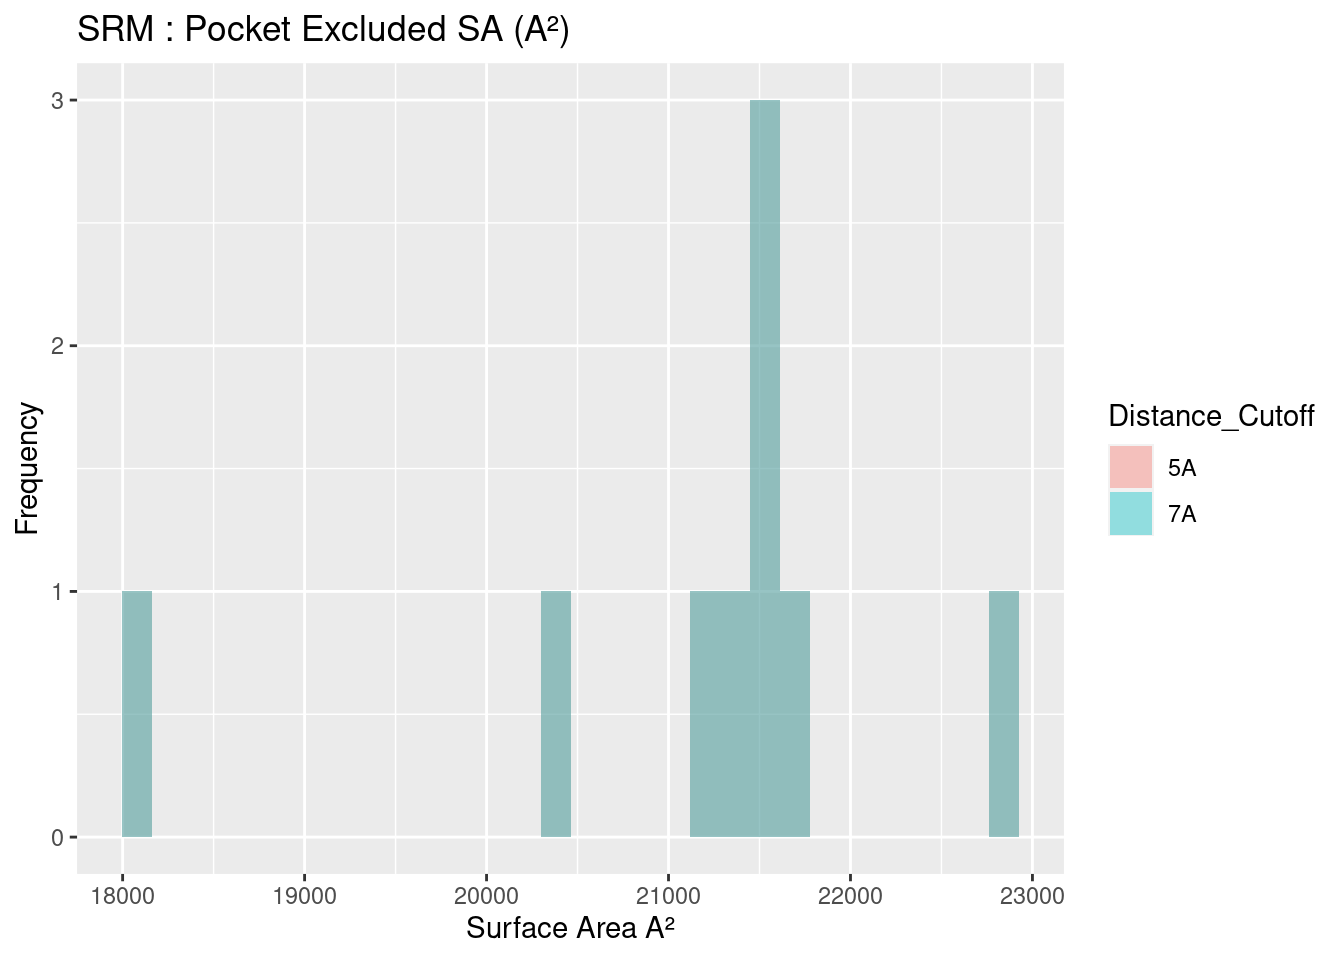 SRM : Pocket Excluded SA (A²)
3
2
1
0
Frequency
18000 19000 20000 21000 22000 23000
Surface Area A²
Distance_Cutoff
5A
7A